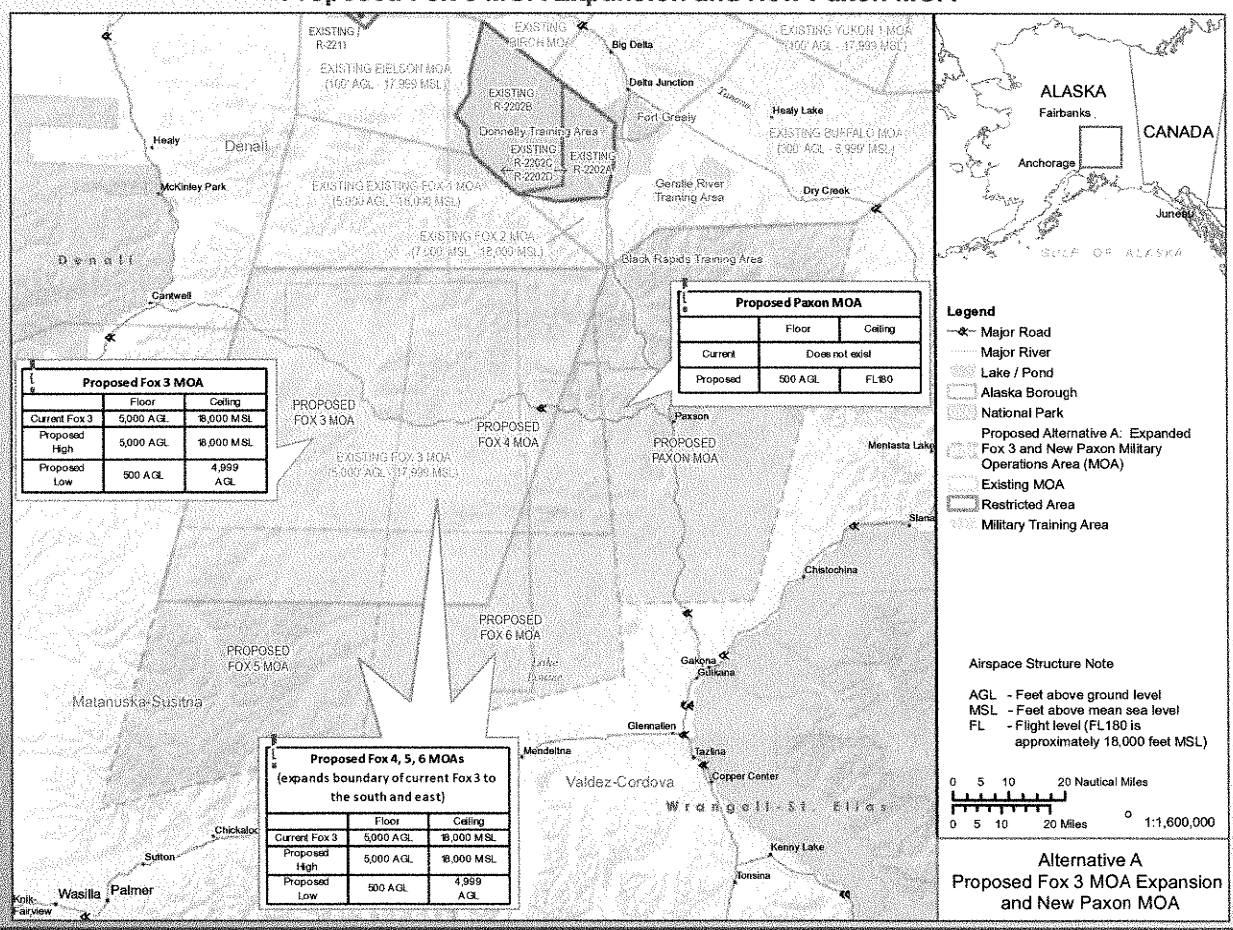 Proposed Fox 3 MOA Expansion and New Paxon MOA
EXISTING
R-2211
EXISTING
BIRCH MOA
EXISTING YUKON 1 MOA
(100' AGL - 17,999 MSL)
Big Delta
EXISTING EIELSON MOA
(100' AGL - 17,999 MSL)
Delta Junction
EXISTING
R-2202B
Tanana
Healy Lake
Fort Greely
Donnelly Training Area
EXISTING BUFFALO MOA
(300' AGL - 6,999' MSL)
Healy
Denali
EXISTING
R-2202C
R-2202D
EXISTING
R-2202A
McKinley Park
EXISTING EXISTING FOX 1 MOA
(5,000 AGL - 18,000 MSL)
Gerstle River
Training Area
Dry Creek
EXISTING FOX 2 MOA
(7,000 MSL - 18,000 MSL)
Denali
Black Rapids Training Area
Cantwell
Proposed Paxon MOA
Floor Ceiling
Current Does not exist
Proposed 500 AGL FL180
Proposed Fox 3 MOA
Floor Ceiling
Current Fox 3 5,000 AGL 18,000 MSL
Proposed High 5,000 AGL 18,000 MSL
Proposed Low 500 AGL 4,999 AGL
PROPOSED
FOX 3 MOA
PROPOSED
FOX 4 MOA
Paxson
PROPOSED
PAXON MOA
Mentasta Lake
EXISTING FOX 3 MOA
(5,000' AGL - 17,999 MSL)
Slana
Chistochina
PROPOSED
FOX 6 MOA
PROPOSED
FOX 5 MOA
Lake
Louise
Gakona
Gulkana
Matanuska-Susitna
Glennallen
Mendeltna
Tazlina
Copper Center
Valdez-Cordova
Wrangell-St. Elias
Proposed Fox 4, 5, 6 MOAs
(expands boundary of current Fox 3 to
the south and east)
Floor Ceiling
Current Fox 3 5,000 AGL 18,000 MSL
Proposed High 5,000 AGL 18,000 MSL
Proposed Low 500 AGL 4,999 AGL
Chickaloo
Sutton
Kenny Lake
Tonsina
Knik-
Fairview
Wasilla
Palmer
ALASKA
Fairbanks
CANADA
Anchorage
Juneau
GULF OF ALASKA
Legend
Major Road
Major River
Lake / Pond
Alaska Borough
National Park
Proposed Alternative A: Expanded
Fox 3 and New Paxon Military
Operations Area (MOA)
Existing MOA
Restricted Area
Military Training Area
Airspace Structure Note
AGL - Feet above ground level
MSL - Feet above mean sea level
FL - Flight level (FL180 is
approximately 18,000 feet MSL)
0 5 10 20 Nautical Miles
0 5 10 20 Miles
1:1,600,000
Alternative A
Proposed Fox 3 MOA Expansion
and New Paxon MOA